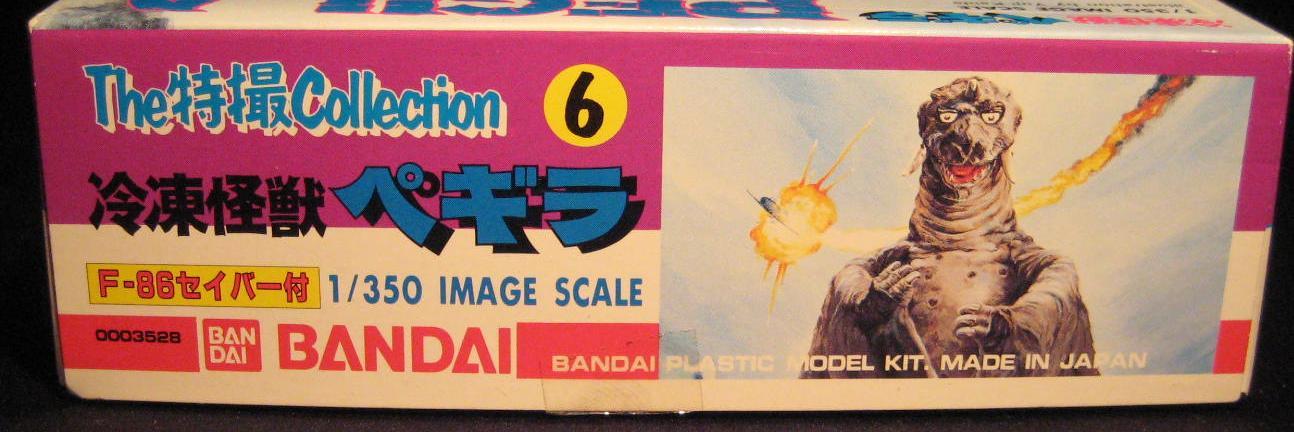 The特撮Collection 6
冷凍怪獣ペギラ
F-86セイバー付 1/350 IMAGE SCALE
0003528 BAN DAI BANDAI
BANDAI PLASTIC MODEL KIT. MADE IN JAPAN